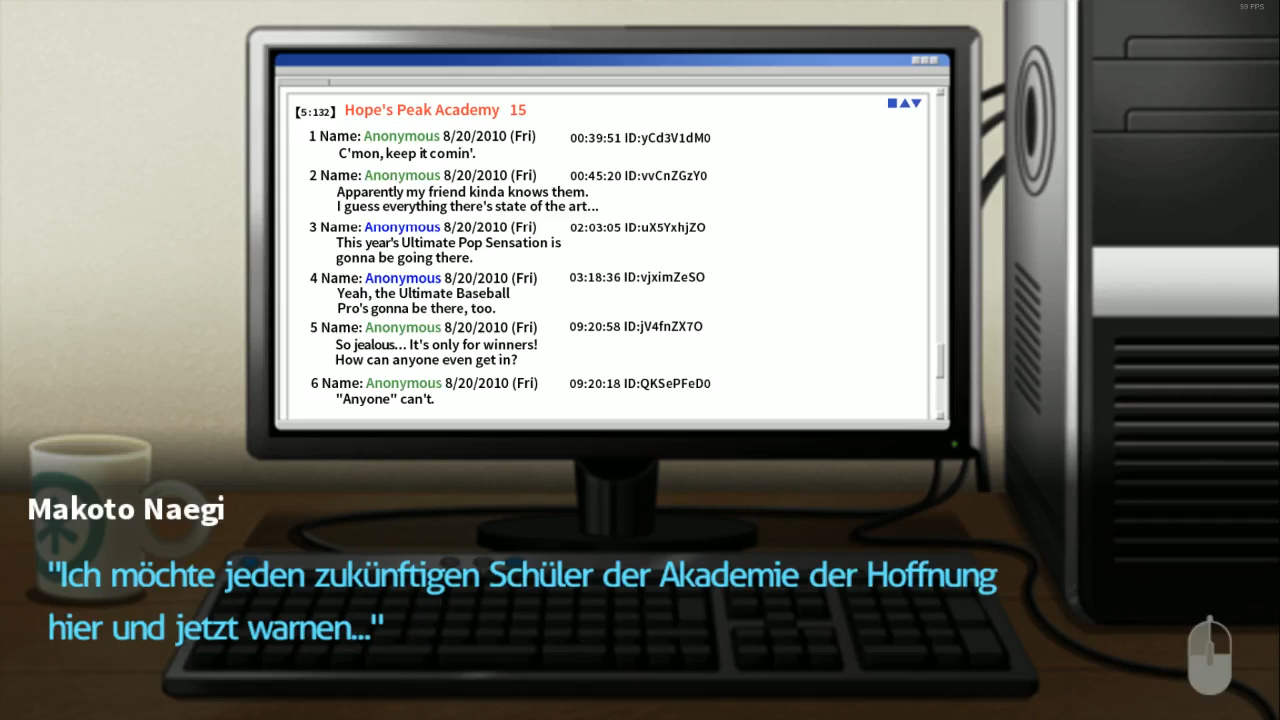 59 FPS
【5:132】 Hope's Peak Academy 15
1 Name: Anonymous 8/20/2010 (Fri) 00:39:51 ID:yCd3V1dM0
C'mon, keep it comin'.
2 Name: Anonymous 8/20/2010 (Fri) 00:45:20 ID:vvCnZGzY0
Apparently my friend kinda knows them.
I guess everything there's state of the art...
3 Name: Anonymous 8/20/2010 (Fri) 02:03:05 ID:uX5YxhjZO
This year's Ultimate Pop Sensation is
gonna be going there.
4 Name: Anonymous 8/20/2010 (Fri) 03:18:36 ID:vjximZeSO
Yeah, the Ultimate Baseball
Pro's gonna be there, too.
5 Name: Anonymous 8/20/2010 (Fri) 09:20:58 ID:jV4fnZX7O
So jealous... It's only for winners!
How can anyone even get in?
6 Name: Anonymous 8/20/2010 (Fri) 09:20:18 ID:QKSePFeD0
"Anyone" can't.
Makoto Naegi
"Ich möchte jeden zukünftigen Schüler der Akademie der Hoffnung
hier und jetzt warnen..."